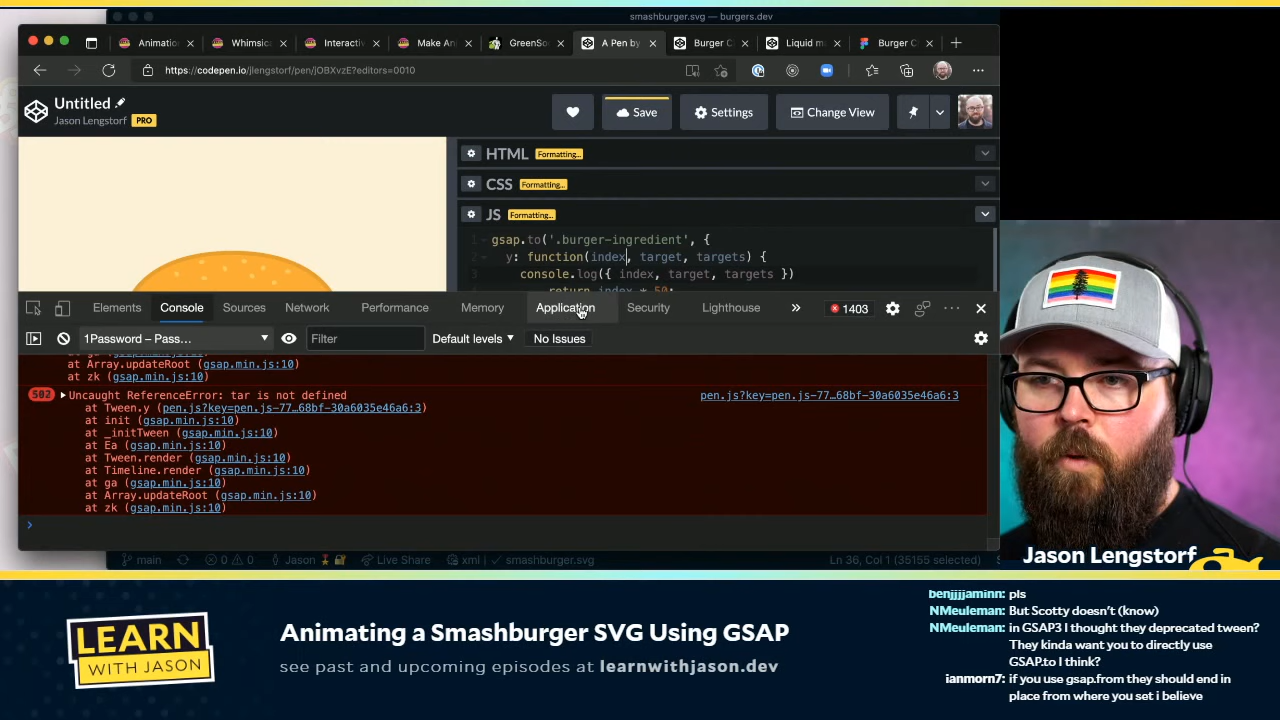 smashburger.svg — burgers.dev
Animation
Whimsic
Interactiv
Make An
GreenSo
A Pen by
Burger C
Liquid m
Burger C
https://codepen.io/jlengstorf/pen/jOBXvzE?editors=0010
Untitled
Jason Lengstorf PRO
Save
Settings
Change View
HTML Formatting...
CSS Formatting...
JS Formatting...
1 gsap.to('.burger-ingredient', {
2 y: function(index, target, targets) {
3 console.log({ index, target, targets })
return index * 50;
Elements Console Sources Network Performance Memory Application Security Lighthouse » 1403
1Password – Pass... Filter Default levels No Issues
at Array.updateRoot (gsap.min.js:10)
at zk (gsap.min.js:10)
502 Uncaught ReferenceError: tar is not defined pen.js?key=pen.js-77…68bf-30a6035e46a6:3
at Tween.y (pen.js?key=pen.js-77…68bf-30a6035e46a6:3)
at init (gsap.min.js:10)
at _initTween (gsap.min.js:10)
at Ea (gsap.min.js:10)
at Tween.render (gsap.min.js:10)
at Timeline.render (gsap.min.js:10)
at ga (gsap.min.js:10)
at Array.updateRoot (gsap.min.js:10)
at zk (gsap.min.js:10)
main 0 0 Jason Live Share xml smashburger.svg Ln 36, Col 1 (35155 selected)
Jason Lengstorf
LEARN
WITH JASON
Animating a Smashburger SVG Using GSAP
see past and upcoming episodes at learnwithjason.dev
benjjjjaminn: pls
NMeuleman: But Scotty doesn't (know)
NMeuleman: in GSAP3 I thought they deprecated tween?
They kinda want you to directly use
GSAP.to I think?
ianmorn7: if you use gsap.from they should end in
place from where you set i believe